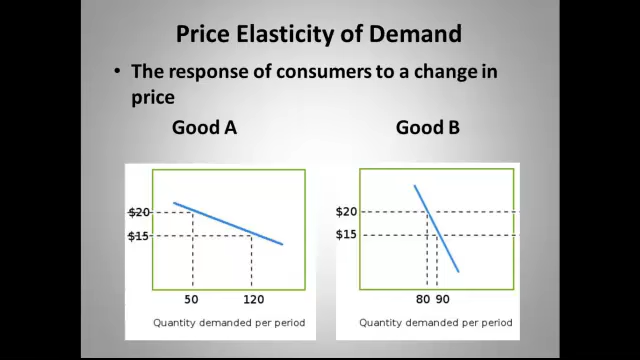 Price Elasticity of Demand
• The response of consumers to a change in
price
Good A
Good B
$20
$15
50 120
Quantity demanded per period
$20
$15
80 90
Quantity demanded per period